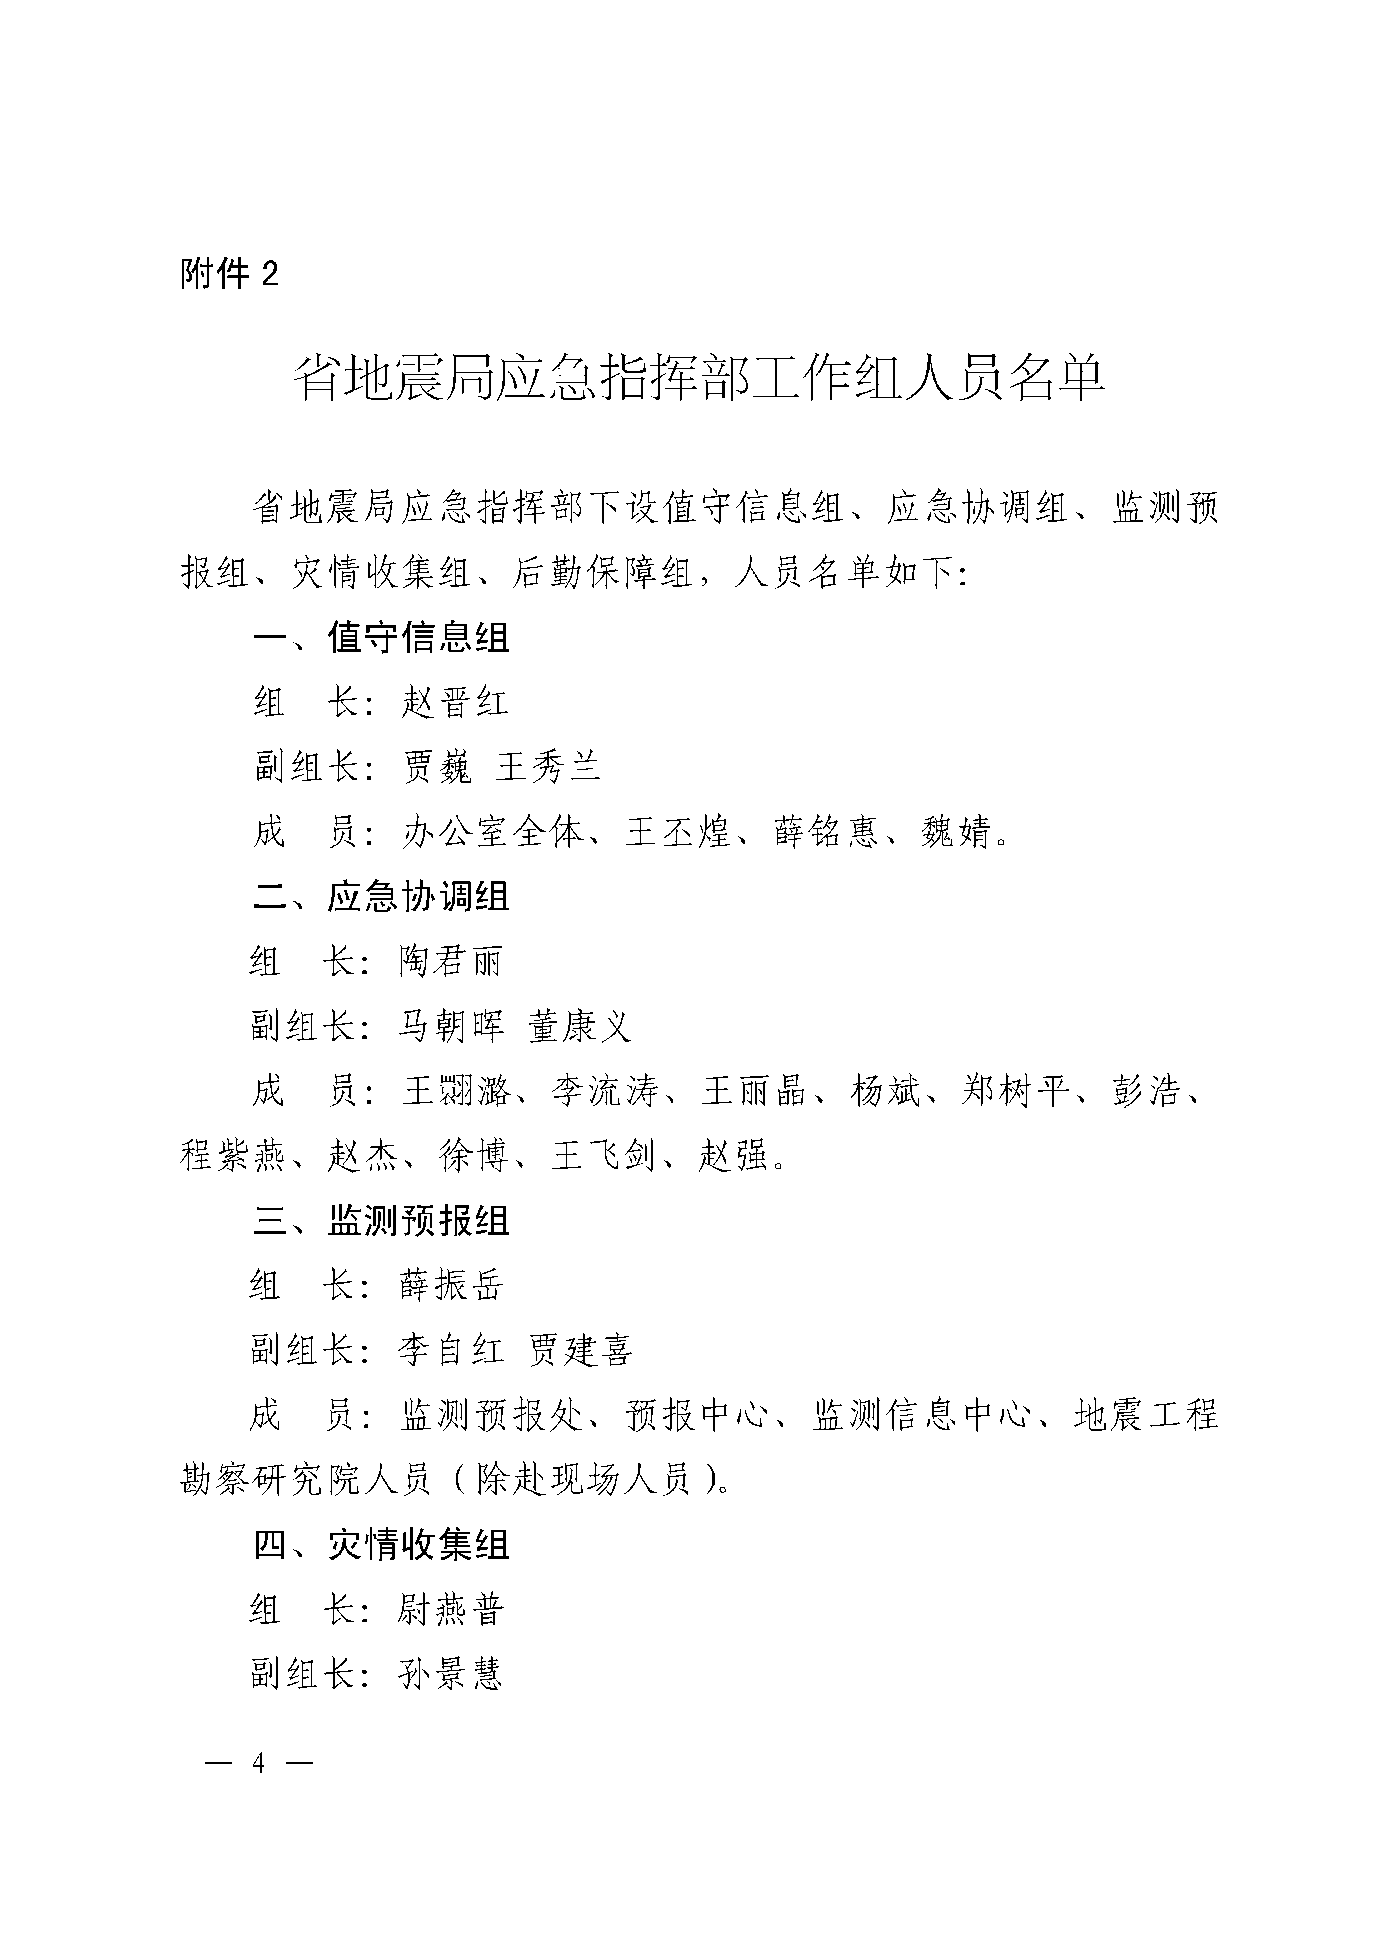 附件 2
省地震局应急指挥部工作组人员名单
省地震局应急指挥部下设值守信息组、应急协调组、监测预
报组、灾情收集组、后勤保障组，人员名单如下：
一、值守信息组
组　长：赵晋红
副组长：贾巍 王秀兰
成　员：办公室全体、王丕煌、薛铭惠、魏婧。
二、应急协调组
组　长：陶君丽
副组长：马朝晖 董康义
成　员：王翾潞、李流涛、王丽晶、杨斌、郑树平、彭浩、
程紫燕、赵杰、徐博、王飞剑、赵强。
三、监测预报组
组　长：薛振岳
副组长：李自红 贾建喜
成　员：监测预报处、预报中心、监测信息中心、地震工程
勘察研究院人员（除赴现场人员）。
四、灾情收集组
组　长：尉燕普
副组长：孙景慧
— 4 —